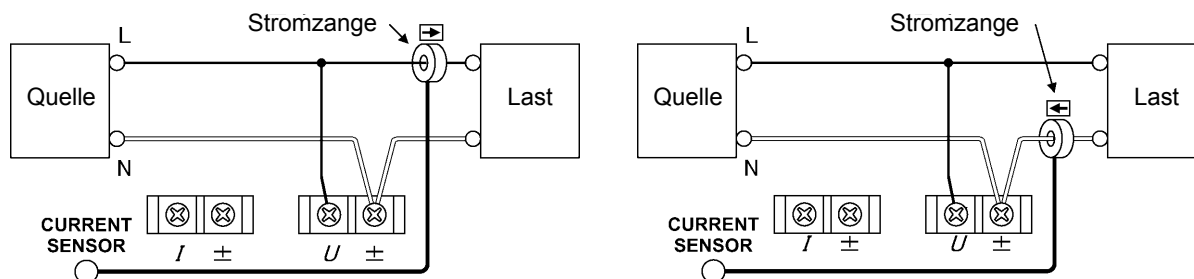 Stromzange
L
Quelle
Last
N
CURRENT
SENSOR
I ± U ±
Stromzange
L
Quelle
Last
N
CURRENT
SENSOR
I ± U ±